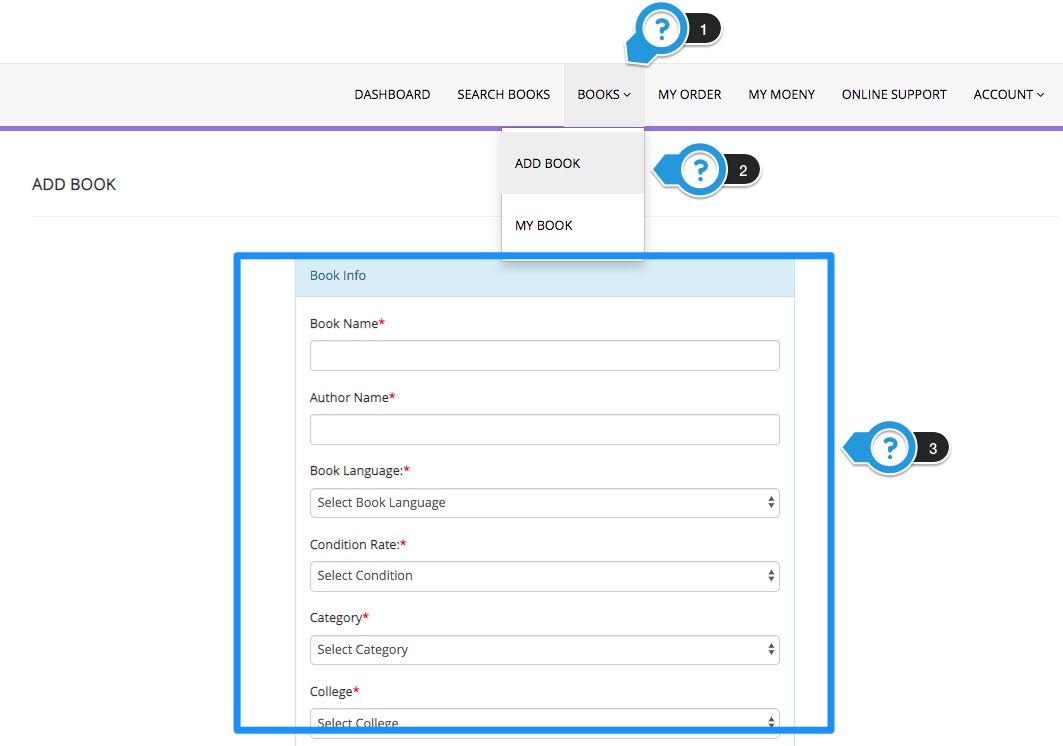 ? 1
DASHBOARD SEARCH BOOKS BOOKS MY ORDER MY MOENY ONLINE SUPPORT ACCOUNT
ADD BOOK ? 2
ADD BOOK
MY BOOK
Book Info
Book Name*
Author Name*
? 3
Book Language:*
Select Book Language
Condition Rate:*
Select Condition
Category*
Select Category
College*
Select College